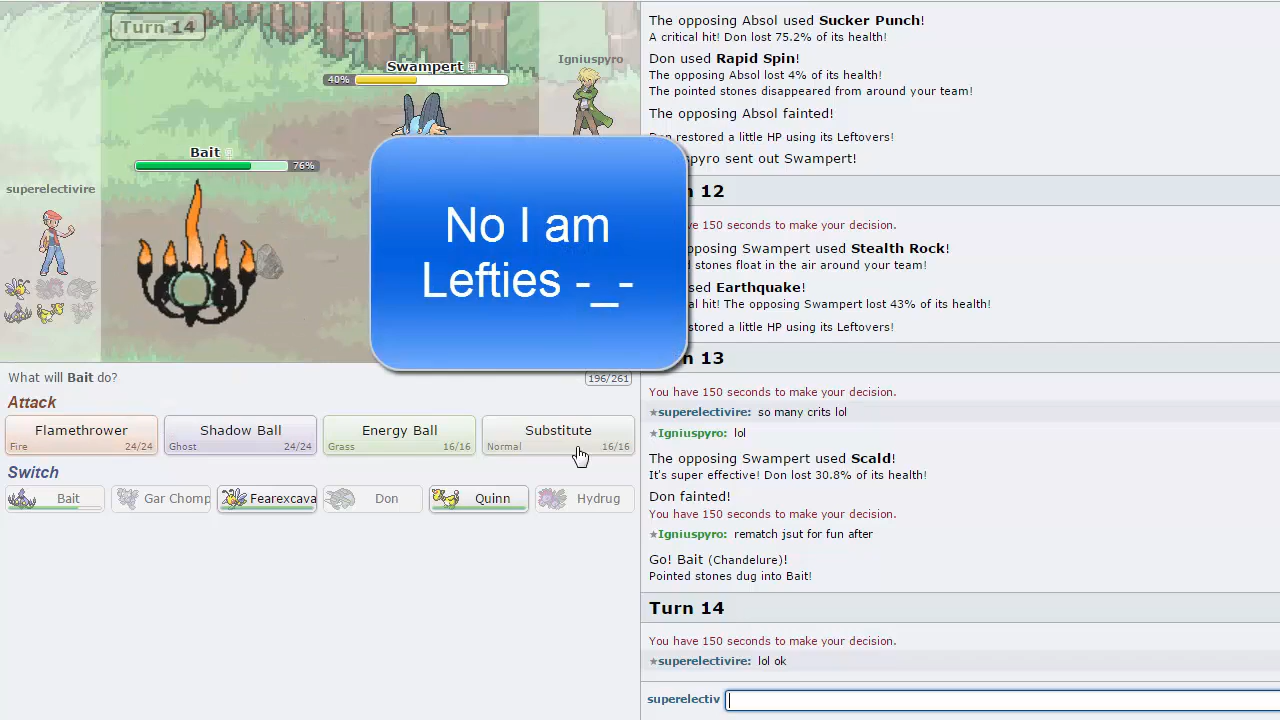 Turn 14
Swampert
40%
Igniuspyro
Bait
76%
superelectivire
No I am
Lefties -_-
What will Bait do?
196/261
Attack
Flamethrower
Fire 24/24
Shadow Ball
Ghost 24/24
Energy Ball
Grass 16/16
Substitute
Normal 16/16
Switch
Bait
Gar Chomp
Fearexcava
Don
Quinn
Hydrug
The opposing Absol used Sucker Punch!
A critical hit! Don lost 75.2% of its health!
Don used Rapid Spin!
The opposing Absol lost % of its health!
The pointed stones disappeared from around your team!
The opposing Absol fainted!
Don restored a little HP using its Leftovers!
pyro sent out Swampert!
n 12
ve 150 seconds to make your decision.
pposing Swampert used Stealth Rock!
d stones float in the air around your team!
sed Earthquake!
al hit! The opposing Swampert lost 43% of its health!
stored a little HP using its Leftovers!
n 13
You have 150 seconds to make your decision.
★superelectivire: so many crits lol
★Igniuspyro: lol
The opposing Swampert used Scald!
It's super effective! Don lost 30.8% of its health!
Don fainted!
You have 150 seconds to make your decision.
★Igniuspyro: rematch jsut for fun after
Go! Bait (Chandelure)!
Pointed stones dug into Bait!
Turn 14
You have 150 seconds to make your decision.
★superelectivire: lol ok
superelectiv